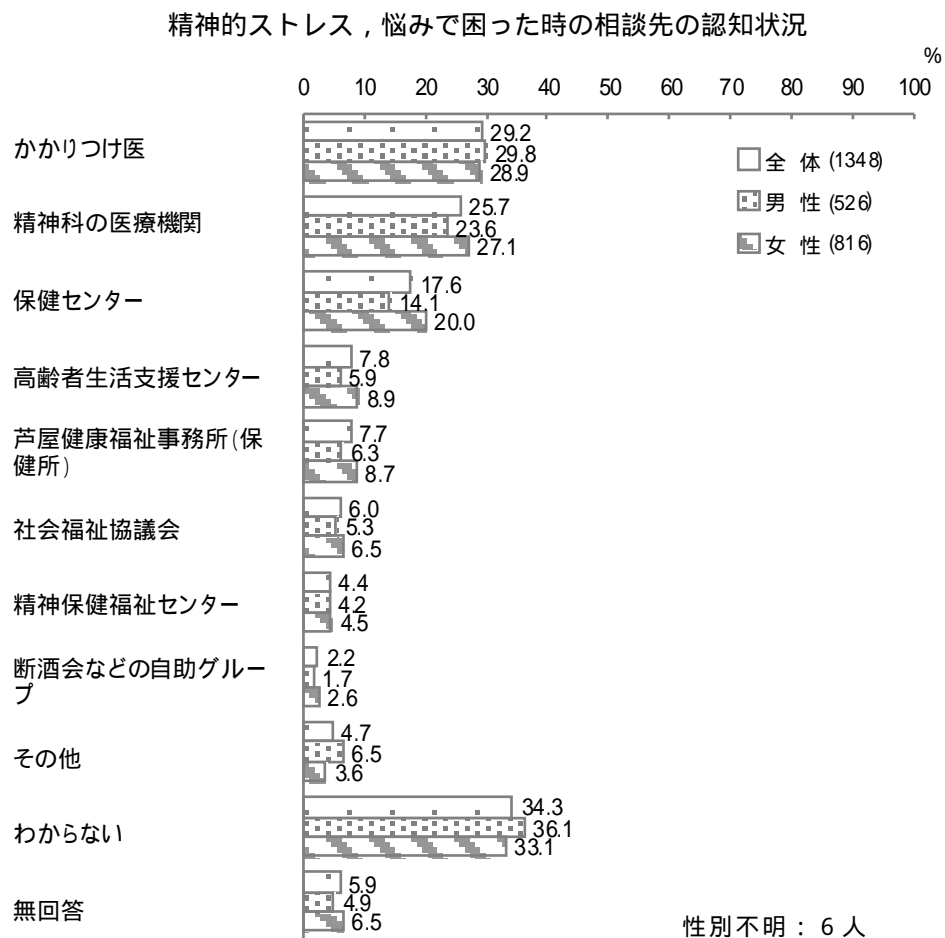 精神的ストレス，悩みで困った時の相談先の認知状況
%
0 10 20 30 40 50 60 70 80 90 100
かかりつけ医
29.2
29.8
28.9
精神科の医療機関
25.7
23.6
27.1
保健センター
17.6
14.1
20.0
高齢者生活支援センター
7.8
5.9
8.9
芦屋健康福祉事務所(保
健所)
7.7
6.3
8.7
社会福祉協議会
6.0
5.3
6.5
精神保健福祉センター
4.4
4.2
4.5
断酒会などの自助グルー
プ
2.2
1.7
2.6
その他
4.7
6.5
3.6
わからない
34.3
36.1
33.1
無回答
5.9
4.9
6.5
全 体 (1348)
男 性 (526)
女 性 (816)
性別不明：6人